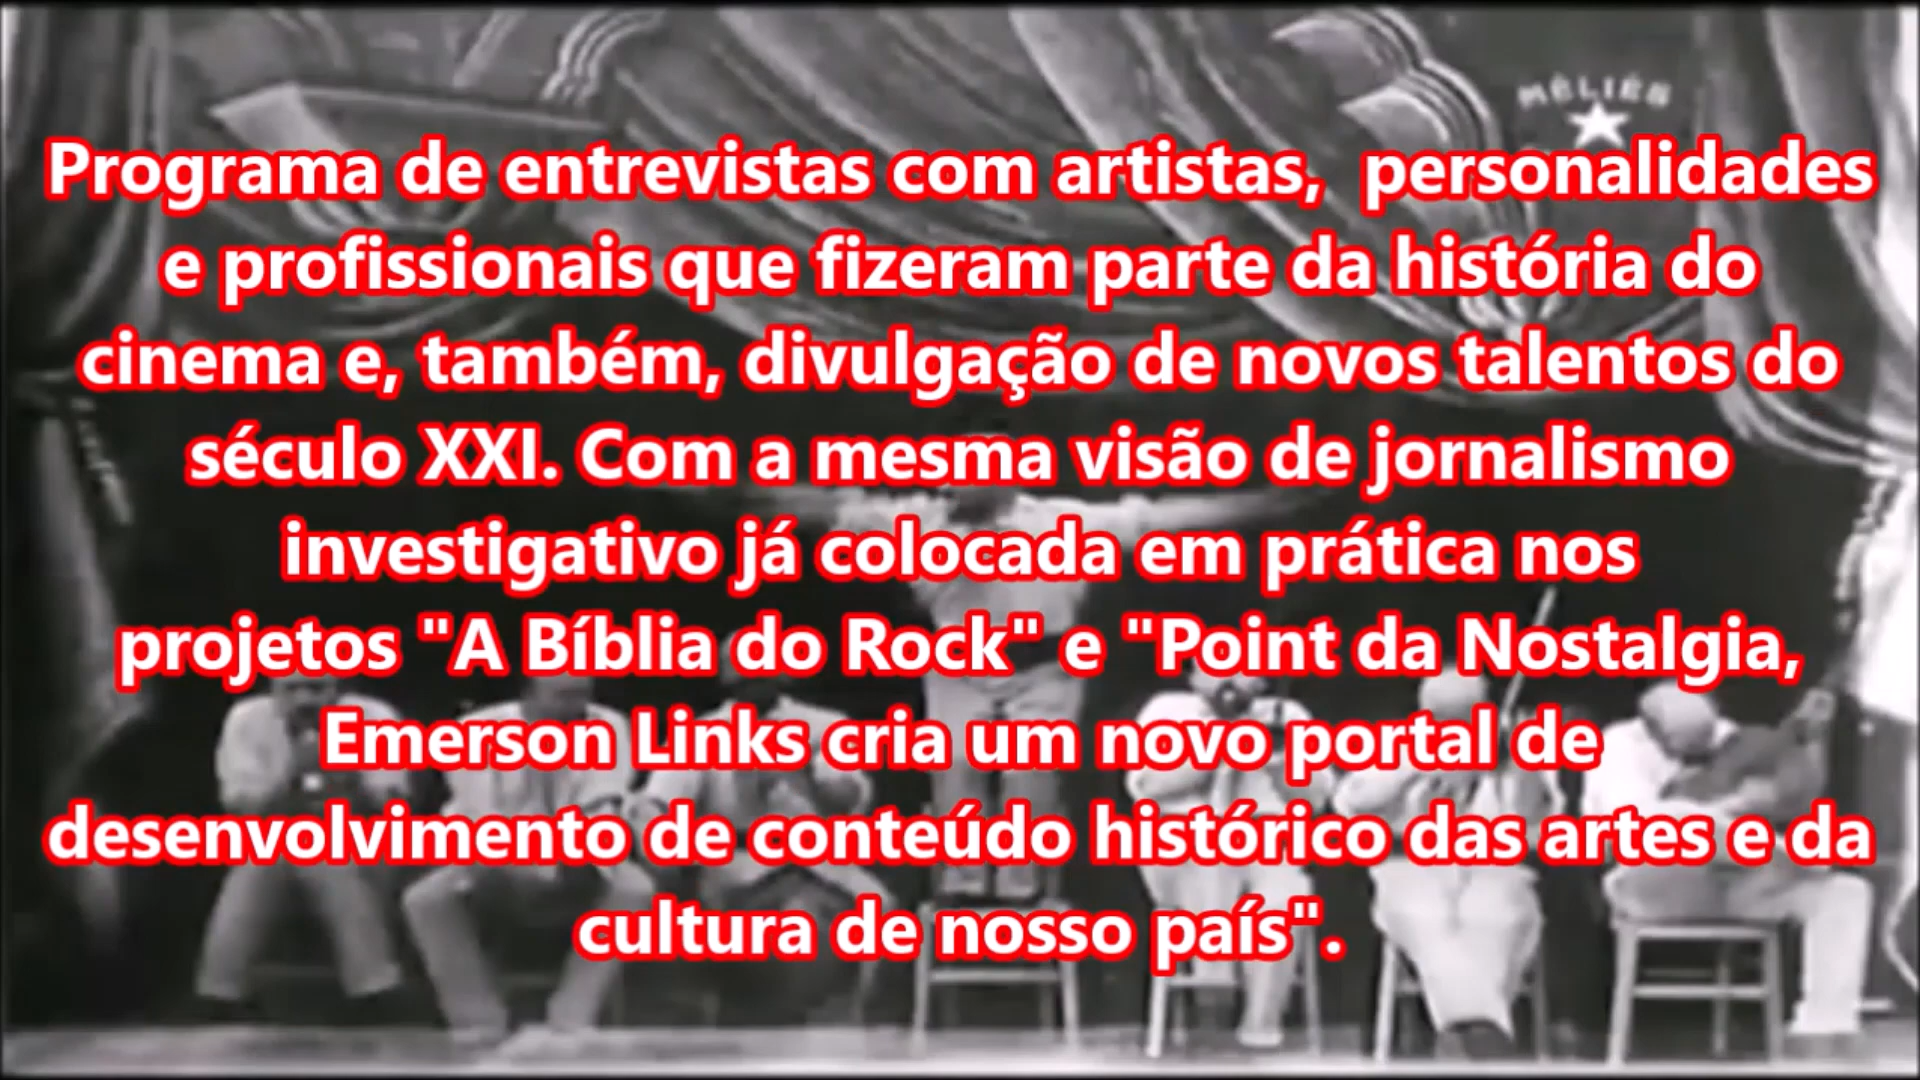 MÉLIÈS
Programa de entrevistas com artistas,  personalidades
e profissionais que fizeram parte da história do
cinema e, também, divulgação de novos talentos do
século XXI. Com a mesma visão de jornalismo
investigativo já colocada em prática nos
projetos "A Bíblia do Rock" e "Point da Nostalgia,
Emerson Links cria um novo portal de
desenvolvimento de conteúdo histórico das artes e da
cultura de nosso país".